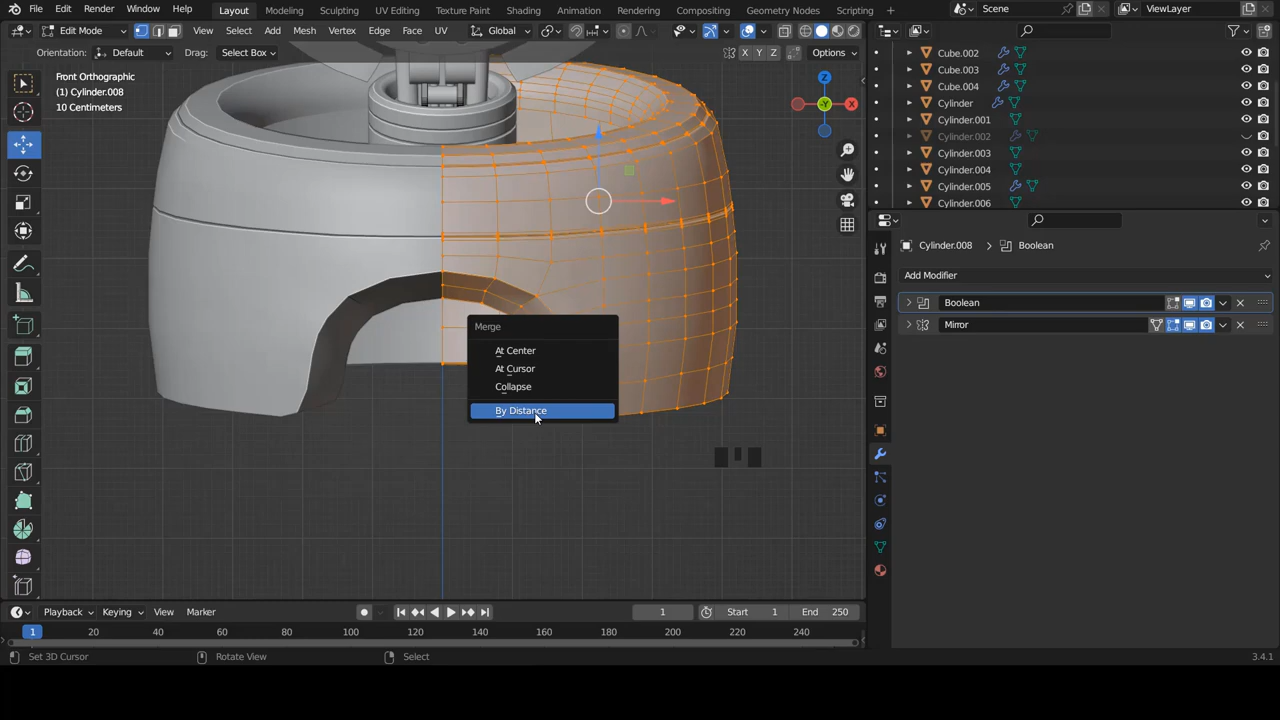 File Edit Render Window Help Layout Modeling Sculpting UV Editing Texture Paint Shading Animation Rendering Compositing Geometry Nodes Scripting Scene ViewLayer
Edit Mode View Select Add Mesh Vertex Edge Face UV Global
Orientation: Default Drag: Select Box X Y Z Options
Front Orthographic
(1) Cylinder.008
10 Centimeters
Z
Y
X
Merge
At Center
At Cursor
Collapse
By Distance
Cube.002
Cube.003
Cube.004
Cylinder
Cylinder.001
Cylinder.002
Cylinder.003
Cylinder.004
Cylinder.005
Cylinder.006
Cylinder.008 > Boolean
Add Modifier
Boolean
Mirror
Playback Keying View Marker 1 Start 1 End 250
1 20 40 60 80 100 120 140 160 180 200 220 240
Set 3D Cursor Rotate View Select 3.4.1